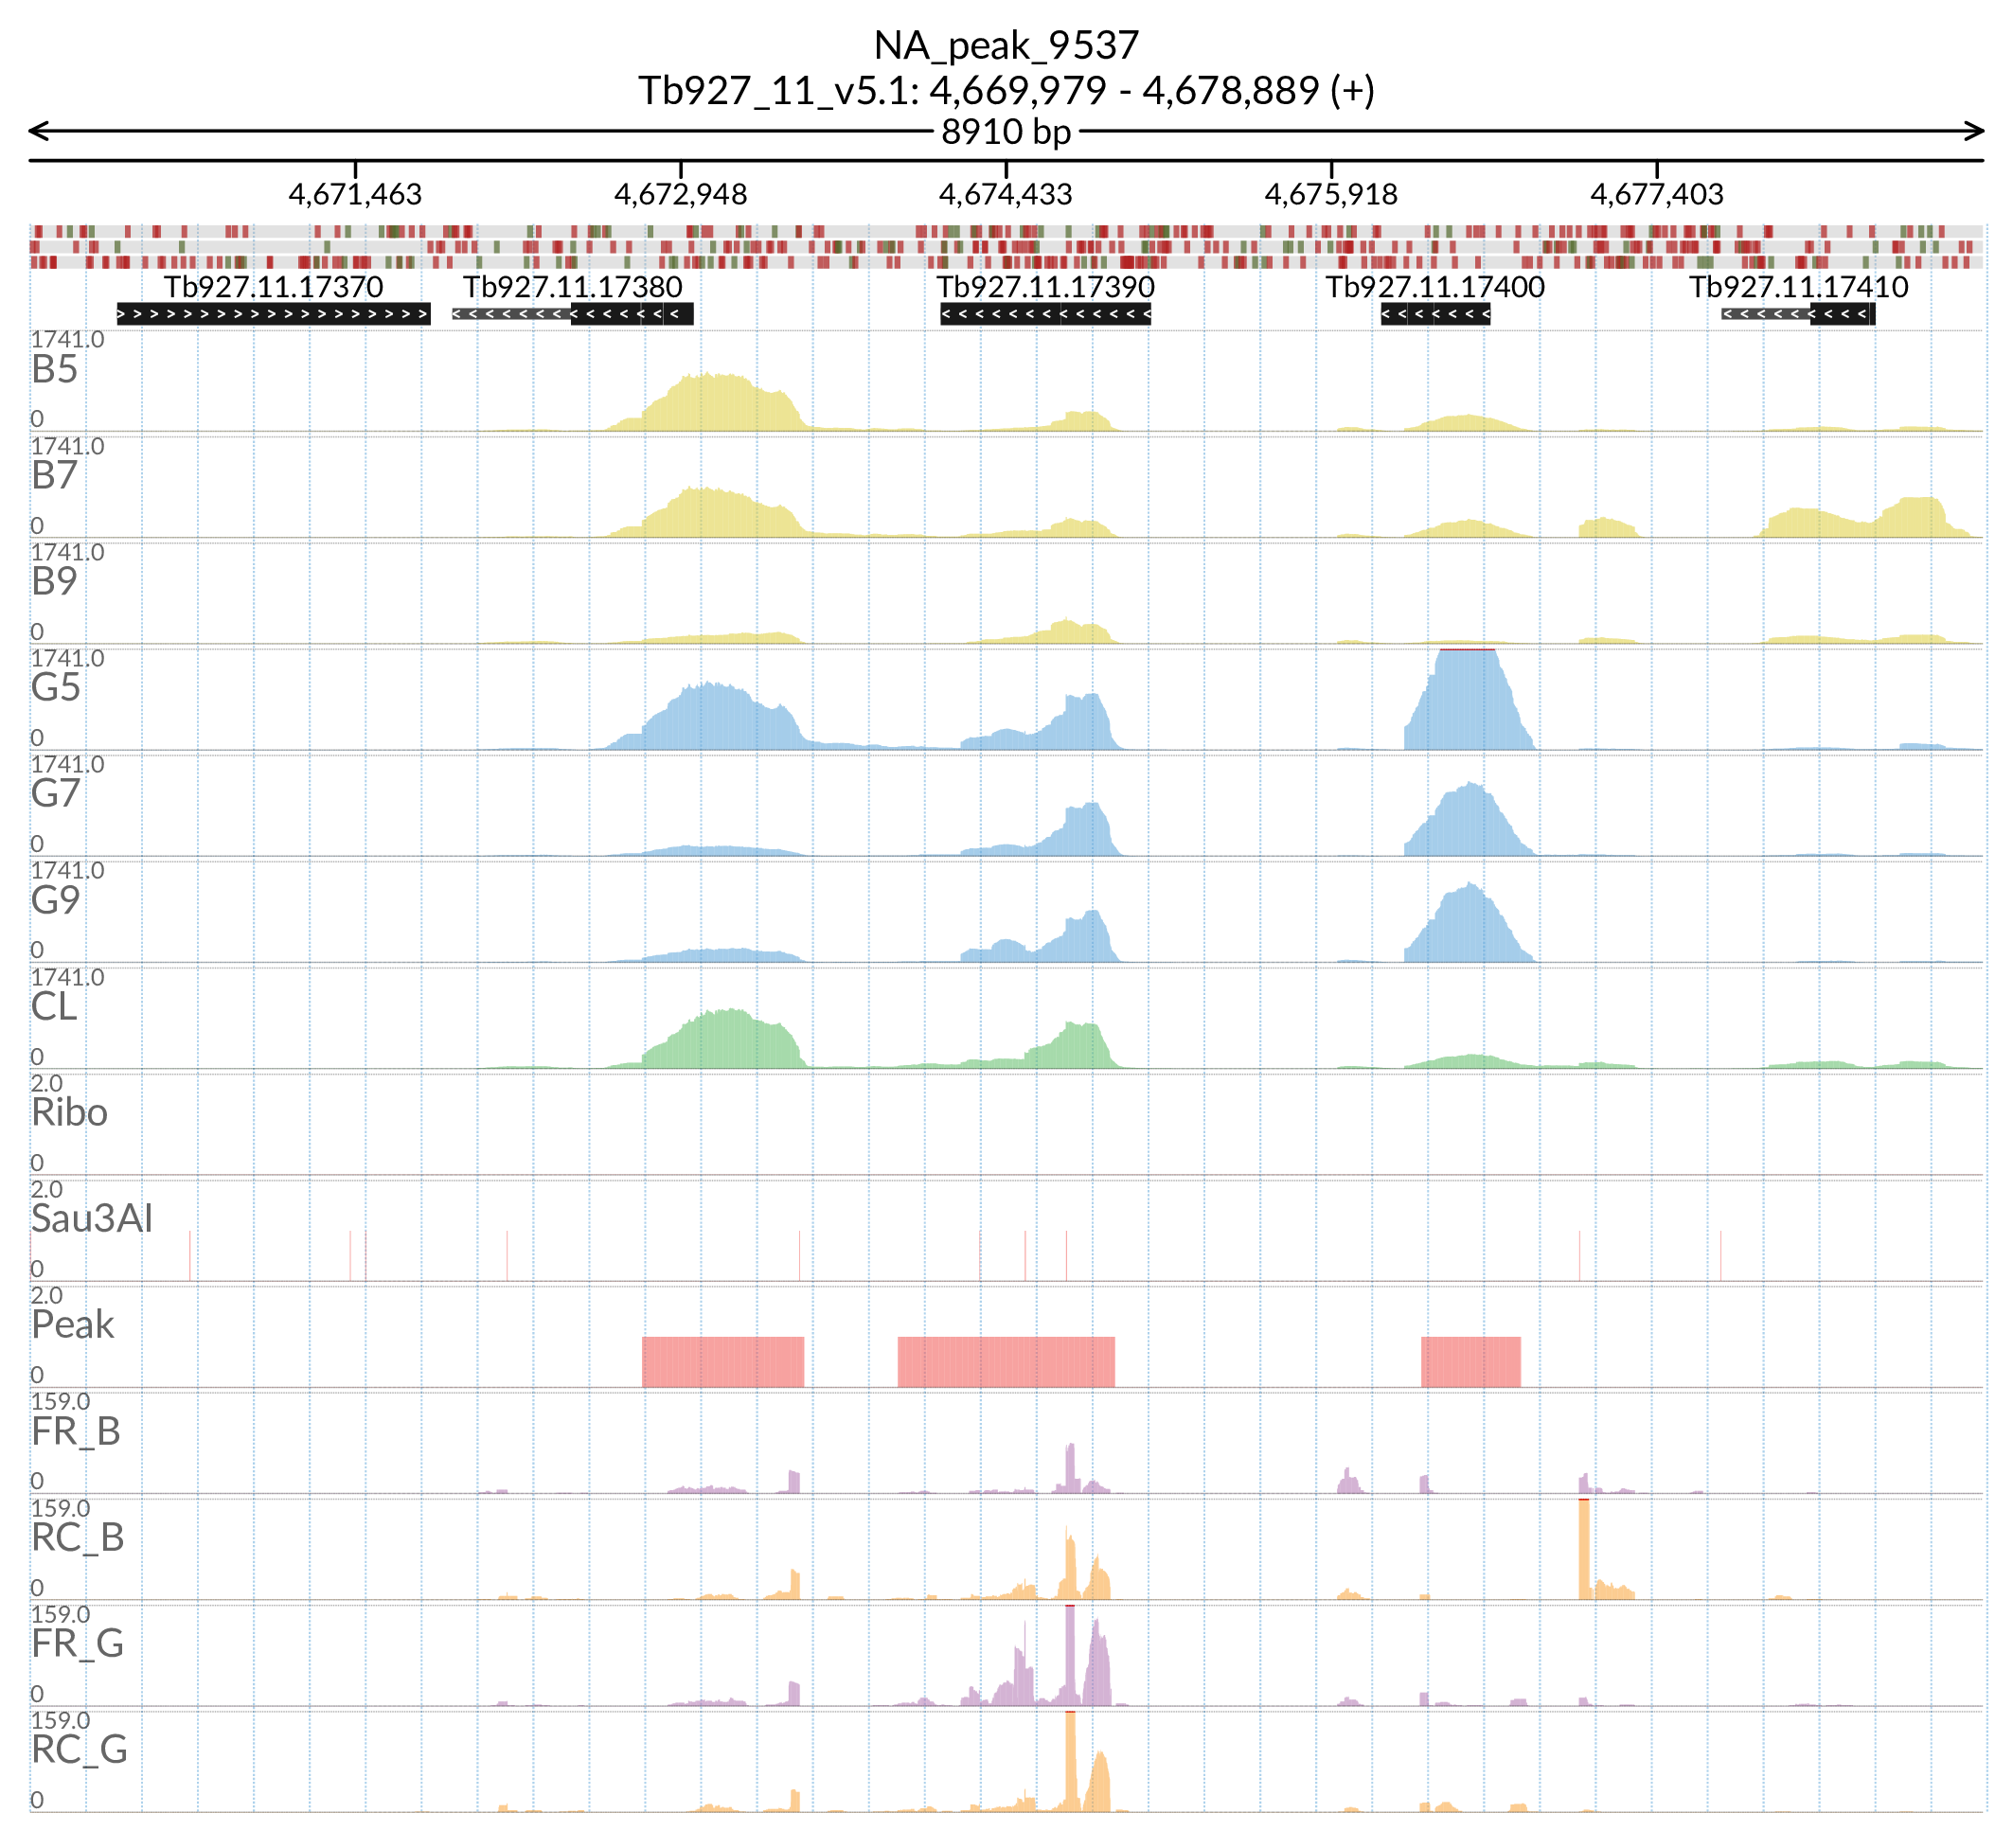 NA_peak_9537
Tb927_11_v5.1: 4,669,979 - 4,678,889 (+)
8910 bp
4,671,463 4,672,948 4,674,433 4,675,918 4,677,403
Tb927.11.17370 Tb927.11.17380 Tb927.11.17390 Tb927.11.17400 Tb927.11.17410
1741.0
B5
0
1741.0
B7
0
1741.0
B9
0
1741.0
G5
0
1741.0
G7
0
1741.0
G9
0
1741.0
CL
0
2.0
Ribo
0
2.0
Sau3AI
0
2.0
Peak
0
159.0
FR_B
0
159.0
RC_B
0
159.0
FR_G
0
159.0
RC_G
0